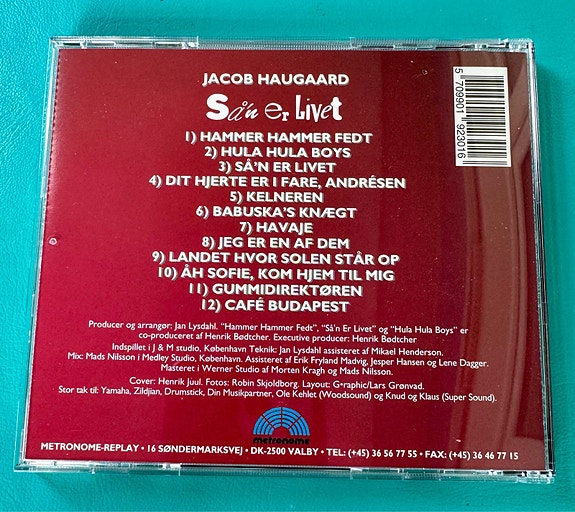 JACOB HAUGAARD
Så'n er Livet
1) HAMMER HAMMER FEDT
2) HULA HULA BOYS
3) SÅ'N ER LIVET
4) DIT HJERTE ER I FARE, ANDRÉSEN
5) KELNEREN
6) BABUSKA'S KNÆGT
7) HAVAJE
8) JEG ER EN AF DEM
9) LANDET HVOR SOLEN STÅR OP
10) ÅH SOFIE, KOM HJEM TIL MIG
11) GUMMIDIREKTØREN
12) CAFÉ BUDAPEST
5 709901 923016
Producer og arrangør: Jan Lysdahl. "Hammer Hammer Fedt", "Så'n Er Livet" og "Hula Hula Boys" er
co-produceret af Henrik Bødtcher. Executive producer: Henrik Bødtcher
Indspillet i J & M studio, København Teknik: Jan Lysdahl assisteret af Mikael Henderson.
Mix: Mads Nilsson i Medley Studio, København. Assisteret af Erik Fryland Madvig, Jesper Hansen og Lene Dagger.
Masteret i Werner Studio af Morten Kragh og Mads Nilsson.
Cover: Henrik Juul. Fotos: Robin Skjoldborg. Layout: Grraphic/Lars Grønvad.
Stor tak til: Yamaha, Zildjian, Drumstick, Din Musikpartner, Ole Kehlet (Woodsound) og Knud og Klaus (Super Sound).
metronome
METRONOME-REPLAY • 16 SØNDERMARKSVEJ • DK-2500 VALBY • TEL: (+45) 36 56 77 55 • FAX: (+45) 36 46 77 15